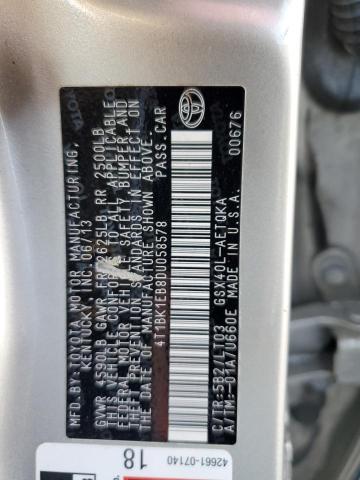 MFD.BY:TOYOTA MOTOR MANUFACTURING,
KENTUCKY, INC. 06/13
GVWR 4590LB GAWR FR 2625LB RR 2500LB
THIS VEHICLE CONFORMS TO ALL APPLICABLE
FEDERAL MOTOR VEHICLE SAFETY, BUMPER, AND
THEFT PREVENTION STANDARDS IN EFFECT ON
THE DATE OF MANUFACTURE SHOWN ABOVE.
4T1BK1EB8DU058578 PASS.CAR
C/TR:5B2/LT03
A/TM:-01A/U660E
GSX40L-AETQKA
MADE IN U.S.A.
00676
42661-07140
18